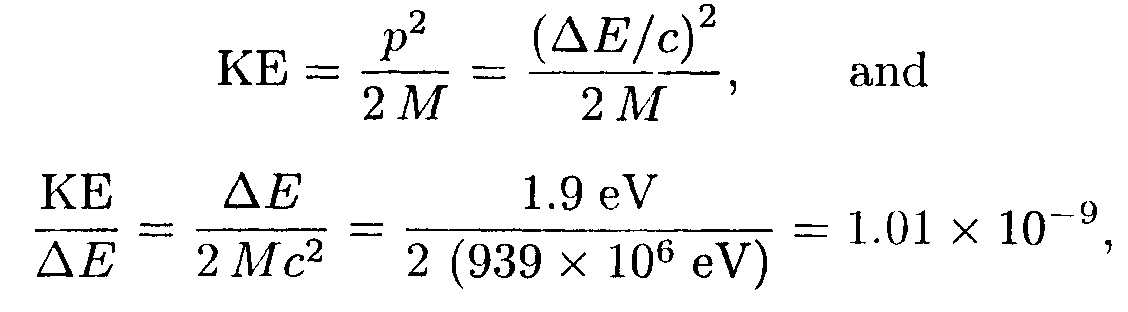 KE = p²/2 M = (ΔE/c)²/2 M, and
KE/ΔE = ΔE/2 Mc² = 1.9 eV/2 (939 × 10⁶ eV) = 1.01 × 10⁻⁹,